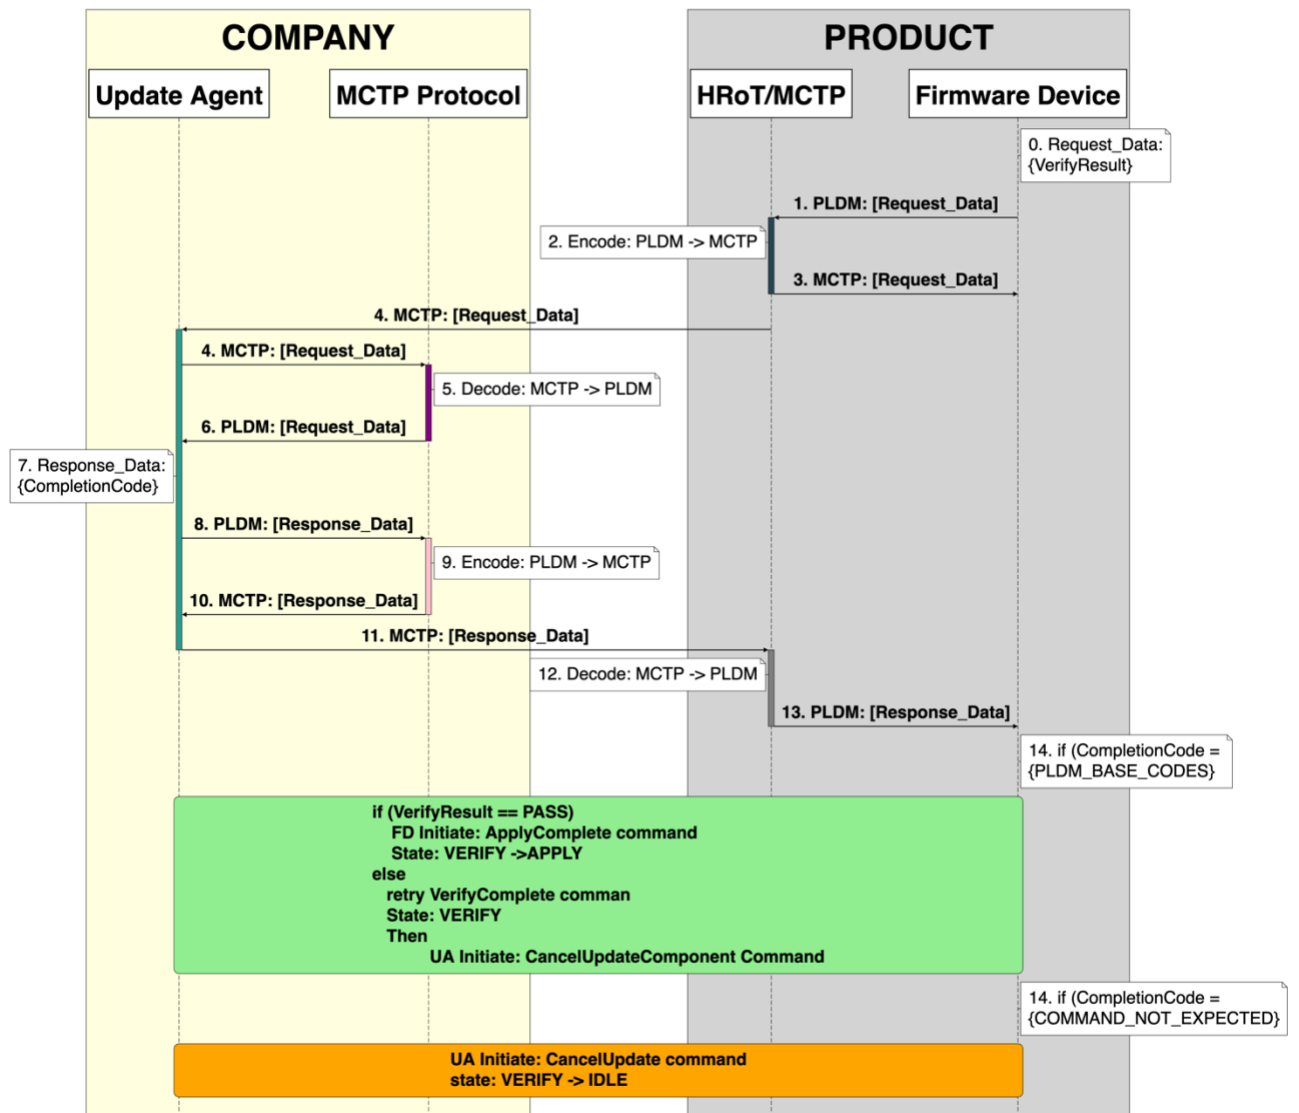 COMPANY
PRODUCT
Update Agent
MCTP Protocol
HRoT/MCTP
Firmware Device
0. Request_Data:
{VerifyResult}
1. PLDM: [Request_Data]
2. Encode: PLDM -> MCTP
3. MCTP: [Request_Data]
4. MCTP: [Request_Data]
4. MCTP: [Request_Data]
5. Decode: MCTP -> PLDM
6. PLDM: [Request_Data]
7. Response_Data:
{CompletionCode}
8. PLDM: [Response_Data]
9. Encode: PLDM -> MCTP
10. MCTP: [Response_Data]
11. MCTP: [Response_Data]
12. Decode: MCTP -> PLDM
13. PLDM: [Response_Data]
14. if (CompletionCode =
{PLDM_BASE_CODES}
if (VerifyResult == PASS)
FD Initiate: ApplyComplete command
State: VERIFY ->APPLY
else
retry VerifyComplete comman
State: VERIFY
Then
UA Initiate: CancelUpdateComponent Command
14. if (CompletionCode =
{COMMAND_NOT_EXPECTED}
UA Initiate: CancelUpdate command
state: VERIFY -> IDLE